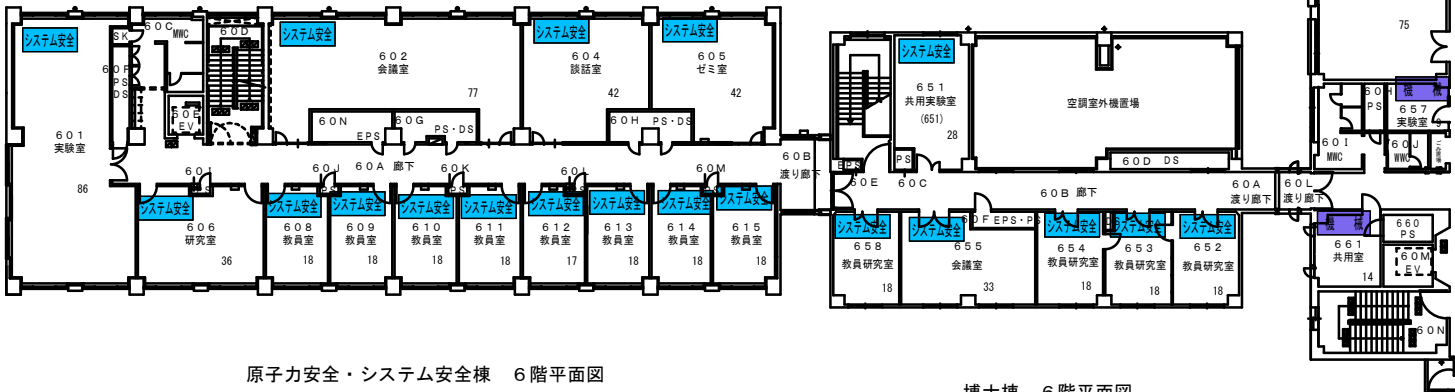 システム安全
601
実験室
86
SK
60F
PS
DS
60C
MWC
60E
EV
60D
システム安全
602
会議室
77
60N
EPS
60G
PS・DS
システム安全
604
談話室
42
60H
PS・DS
システム安全
605
ゼミ室
42
60I
PS
60J
PS
60A 廊下
60K
PS
60L
PS
60M
PS
60B
渡り廊下
システム安全
606
研究室
36
システム安全
608
教員室
18
システム安全
609
教員室
18
システム安全
610
教員室
18
システム安全
611
教員室
18
システム安全
612
教員室
17
システム安全
613
教員室
18
システム安全
614
教員室
18
システム安全
615
教員室
18
原子力安全・システム安全棟 6階平面図
EPS
60E
システム安全
651
共用実験室
(651)
28
PS
60C
空調室外機置場
60D DS
60B 廊下
60A
渡り廊下
60L
渡り廊下
システム安全
658
教員研究室
18
システム安全
655
会議室
33
60F EPS・PS
システム安全
654
教員研究室
18
システム安全
653
教員研究室
18
システム安全
652
教員研究室
18
博士棟 6階平面図
75
60H
PS
機 械
657
実験室
9
60I
MWC
60J
WWC
機 械
661
共用室
14
660
PS
60M
EV
60N